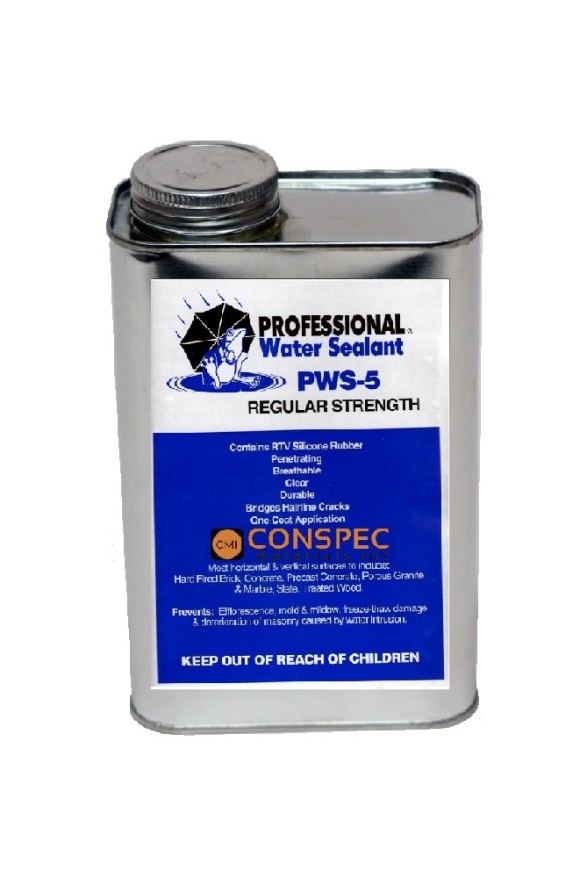 PROFESSIONAL®
Water Sealant
PWS-5
REGULAR STRENGTH
Contains RTV Silicone Rubber
Penetrating
Breathable
Clear
Durable
Bridges Hairline Cracks
One Coat Application
CMI CONSPEC
Materials Inc
Most horizontal & vertical surfaces to include:
Hard Fired Brick, Concrete, Precast Concrete, Porous Granite
& Marble, Slate, Treated Wood.
Prevents: Efflorescence, mold & mildew, freeze-thaw damage
& deterioration of masonry caused by water intrusion.
KEEP OUT OF REACH OF CHILDREN